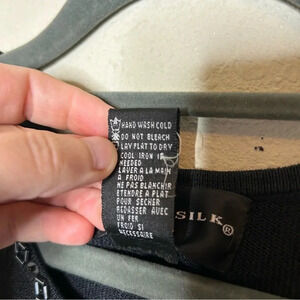 HAND WASH COLD
DO NOT BLEACH
LAY FLAT TO DRY
COOL IRON IF
NEEDED
LAVER A LA MAIN
A FROID
NE PAS BLANCHIR
ETENDRE A PLAT
POUR SECHER
REPASSER AVEC
UN FER
FROID SI
NECESSAIRE
SILK®